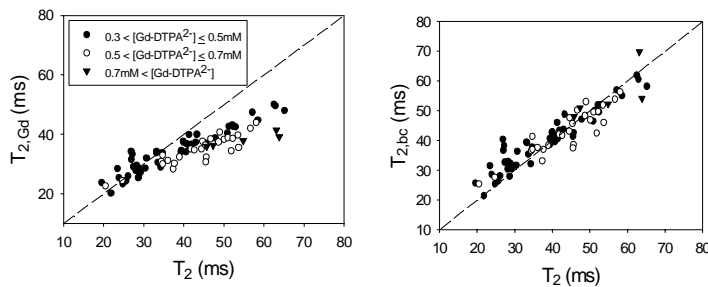 ● 0.3 < [Gd-DTPA²⁻] ≤ 0.5mM
○ 0.5 < [Gd-DTPA²⁻] ≤ 0.7mM
▼ 0.7mM < [Gd-DTPA²⁻]
T₂,Gd (ms)
80
60
40
20
10 20 30 40 50 60 70 80
T₂ (ms)
T₂,bc (ms)
80
70
60
50
40
30
20
10
10 20 30 40 50 60 70 80
T₂ (ms)